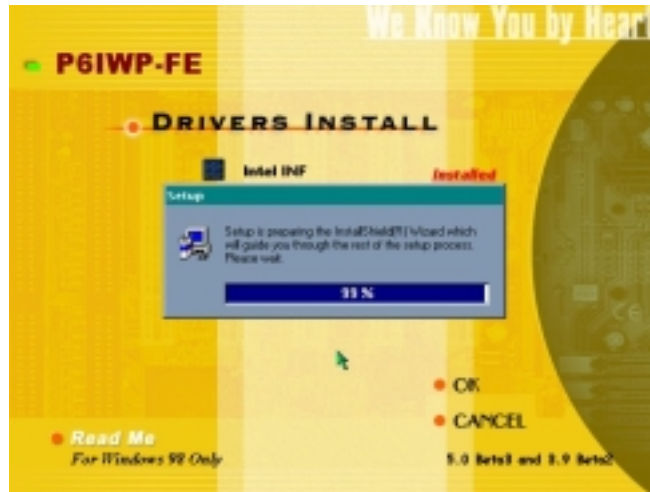 We Know You by Heart
P6IWP-FE
DRIVERS INSTALL
Intel INF
Installed
Setup
Setup is preparing the InstallShield(R) Wizard which
will guide you through the rest of the setup process.
Please wait.
99 %
OK
CANCEL
Read Me
For Windows 98 Only
5.0 Beta3 and 3.9 Beta2